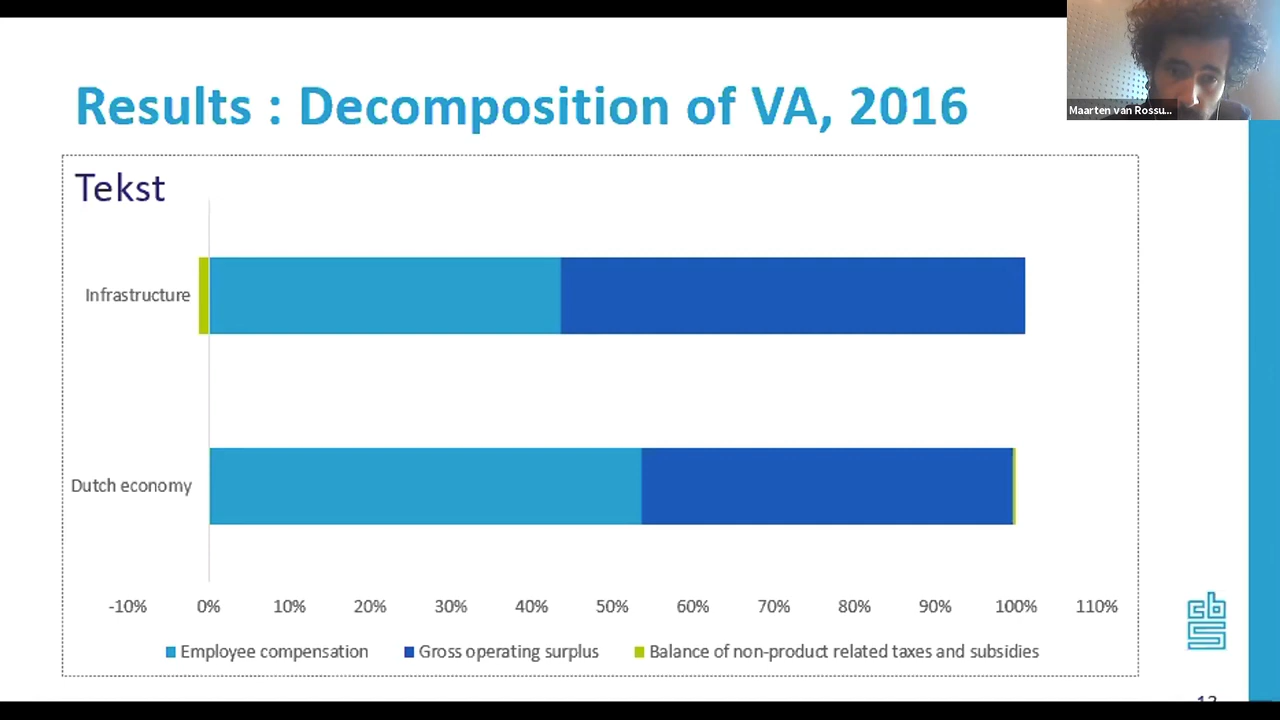 Results : Decomposition of VA, 2016
Maarten van Rossu...
Tekst
Infrastructure
Dutch economy
-10% 0% 10% 20% 30% 40% 50% 60% 70% 80% 90% 100% 110%
Employee compensation Gross operating surplus Balance of non-product related taxes and subsidies
cbs